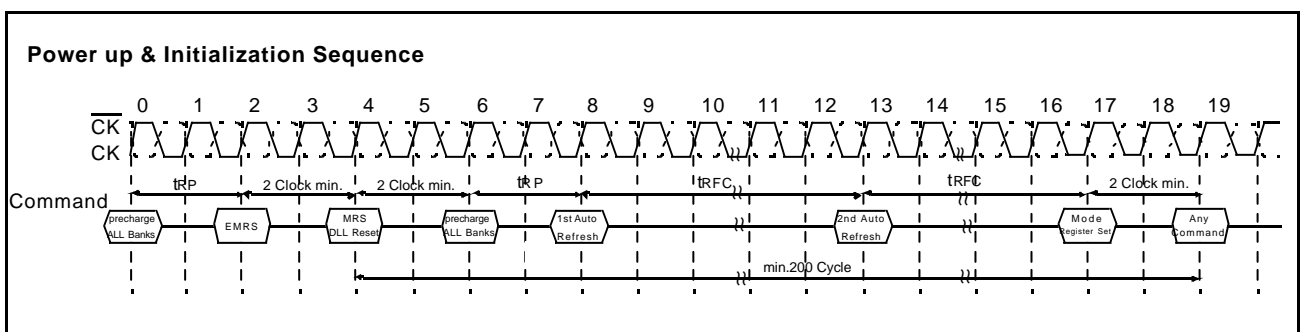 Power up & Initialization Sequence
0 1 2 3 4 5 6 7 8 9 10 11 12 13 14 15 16 17 18 19
CK
CK
tRP 2 Clock min. 2 Clock min. tRP tRFC tRFC 2 Clock min.
Command
precharge
ALL Banks
EMRS
MRS
DLL Reset
precharge
ALL Banks
1st Auto
Refresh
2nd Auto
Refresh
Mode
Register Set
Any
Command
min.200 Cycle